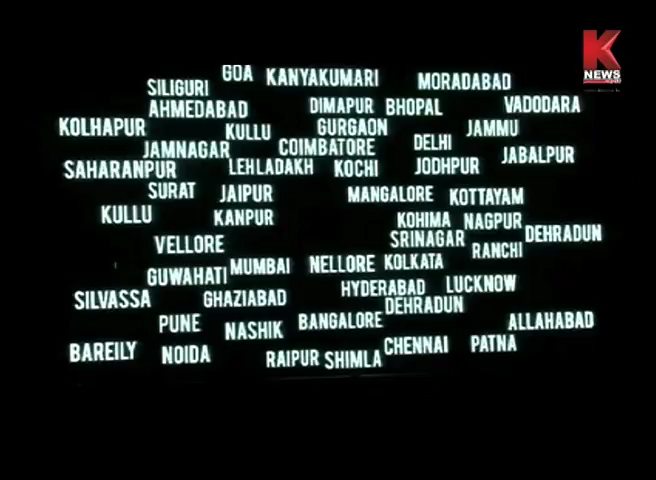 K
NEWS
GOA KANYAKUMARI MORADABAD
SILIGURI
AHMEDABAD DIMAPUR BHOPAL VADODARA
KOLHAPUR KULLU GURGAON JAMMU
JAMNAGAR COIMBATORE DELHI JABALPUR
SAHARANPUR LEHLADAKH KOCHI JODHPUR
SURAT JAIPUR MANGALORE KOTTAYAM
KULLU KANPUR KOHIMA NAGPUR DEHRADUN
VELLORE SRINAGAR RANCHI
GUWAHATI MUMBAI NELLORE KOLKATA
SILVASSA GHAZIABAD HYDERABAD LUCKNOW
DEHRADUN
PUNE NASHIK BANGALORE ALLAHABAD
BAREILY NOIDA RAIPUR SHIMLA CHENNAI PATNA